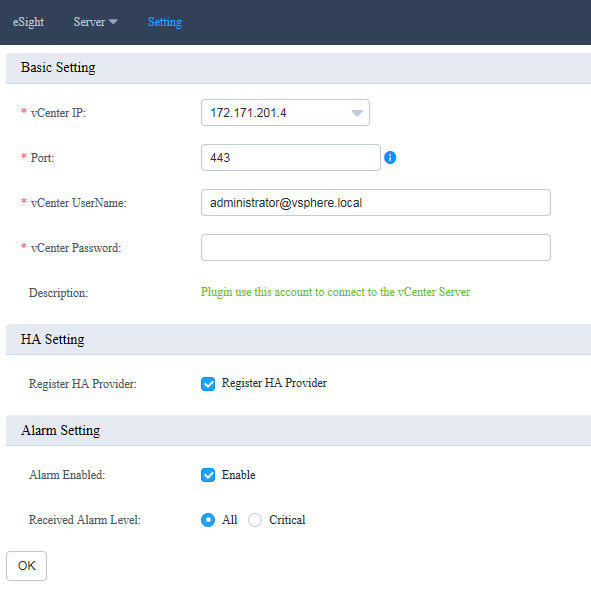 eSight Server Setting
Basic Setting
* vCenter IP: 172.171.201.4
* Port: 443
* vCenter UserName: administrator@vsphere.local
* vCenter Password:
Description: Plugin use this account to connect to the vCenter Server
HA Setting
Register HA Provider: Register HA Provider
Alarm Setting
Alarm Enabled: Enable
Received Alarm Level: All Critical
OK